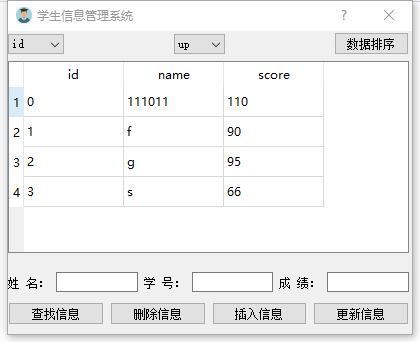 学生信息管理系统 ?
id up 数据排序
id name score
1 0 111011 110
2 1 f 90
3 2 g 95
4 3 s 66
姓 名： 学 号： 成 绩：
查找信息 删除信息 插入信息 更新信息